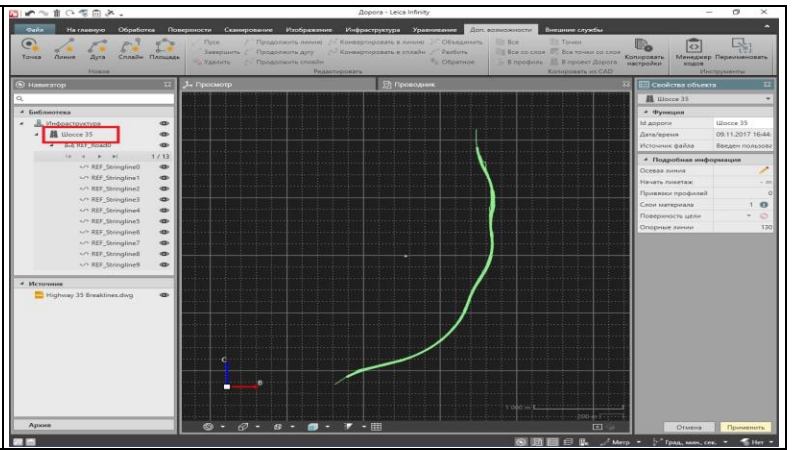 Дорога - Leica Infinity
Файл На главную Обработка Поверхности Сканирование Изображение Инфраструктура Уравнивание Доп. возможности Внешние службы
Точка Линия Дуга Сплайн Площадь
Новое
Пуск Продолжить линию Конвертировать в линию Объединить
Завершить Продолжить дугу Конвертировать в сплайн Разбить
Удалить Продолжить сплайн Обратное
Редактировать
Все Точки
Все со слоя Все точки со слоя
В профиль В проект Дорога
Копировать из CAD
Копировать настройки
Менеджер кодов
Переименовать
Инструменты
Навигатор
Библиотека
Инфраструктура
Шоссе 35
REF_Road0
1 / 13
REF_Stringline0
REF_Stringline1
REF_Stringline2
REF_Stringline3
REF_Stringline4
REF_Stringline5
REF_Stringline6
REF_Stringline7
REF_Stringline8
REF_Stringline9
Источник
Highway 35 Breaklines.dwg
Архив
Просмотр
Проводник
С
В
1 000 m
200 m
Свойства объекта
Шоссе 35
Функция
Id дороги Шоссе 35
Дата/время 09.11.2017 16:44:
Источник файла Введен пользова
Подробная информация
Осевая линия
Начать пикетаж - m
Привязки профилей 0
Слои материала 1
Поверхность цели
Опорные линии 130
Отмена Применить
Метр Град., мин., сек. Нет